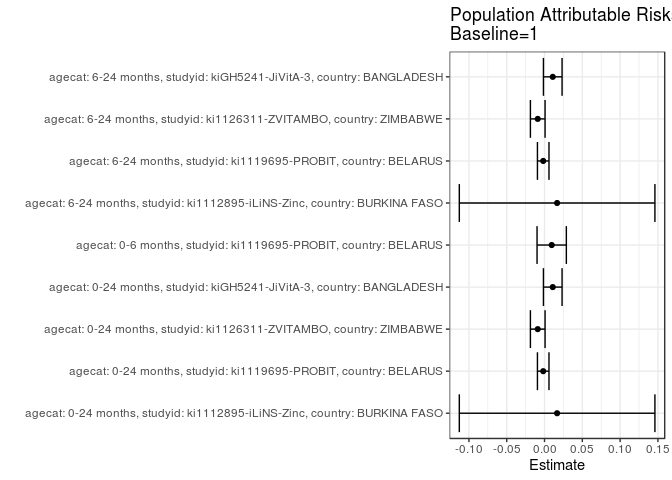 Population Attributable Risk
Baseline=1
agecat: 6-24 months, studyid: kiGH5241-JiVitA-3, country: BANGLADESH
agecat: 6-24 months, studyid: ki1126311-ZVITAMBO, country: ZIMBABWE
agecat: 6-24 months, studyid: ki1119695-PROBIT, country: BELARUS
agecat: 6-24 months, studyid: ki1112895-iLiNS-Zinc, country: BURKINA FASO
agecat: 0-6 months, studyid: ki1119695-PROBIT, country: BELARUS
agecat: 0-24 months, studyid: kiGH5241-JiVitA-3, country: BANGLADESH
agecat: 0-24 months, studyid: ki1126311-ZVITAMBO, country: ZIMBABWE
agecat: 0-24 months, studyid: ki1119695-PROBIT, country: BELARUS
agecat: 0-24 months, studyid: ki1112895-iLiNS-Zinc, country: BURKINA FASO
-0.10 -0.05 0.00 0.05 0.10 0.15
Estimate